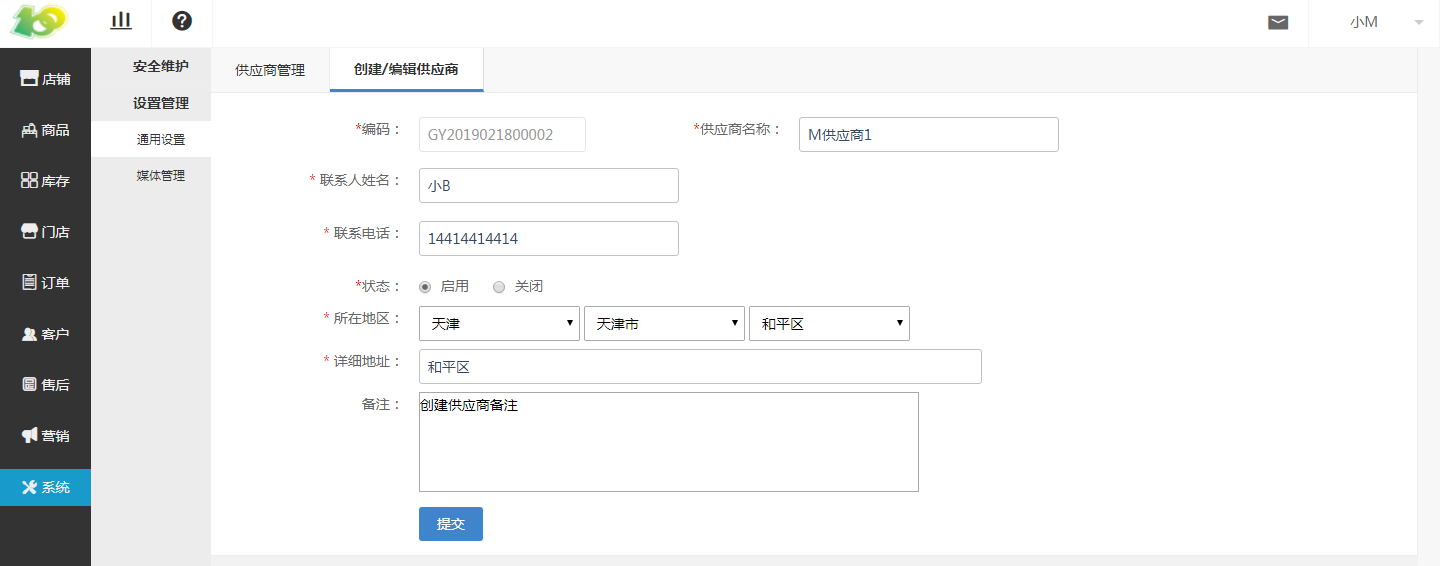 小M
店铺
商品
库存
门店
订单
客户
售后
营销
系统
安全维护
设置管理
通用设置
媒体管理
供应商管理
创建/编辑供应商
*编码：
GY2019021800002
*供应商名称：
M供应商1
* 联系人姓名：
小B
* 联系电话：
14414414414
*状态：
启用
关闭
* 所在地区：
天津
天津市
和平区
* 详细地址：
和平区
备注：
创建供应商备注
提交